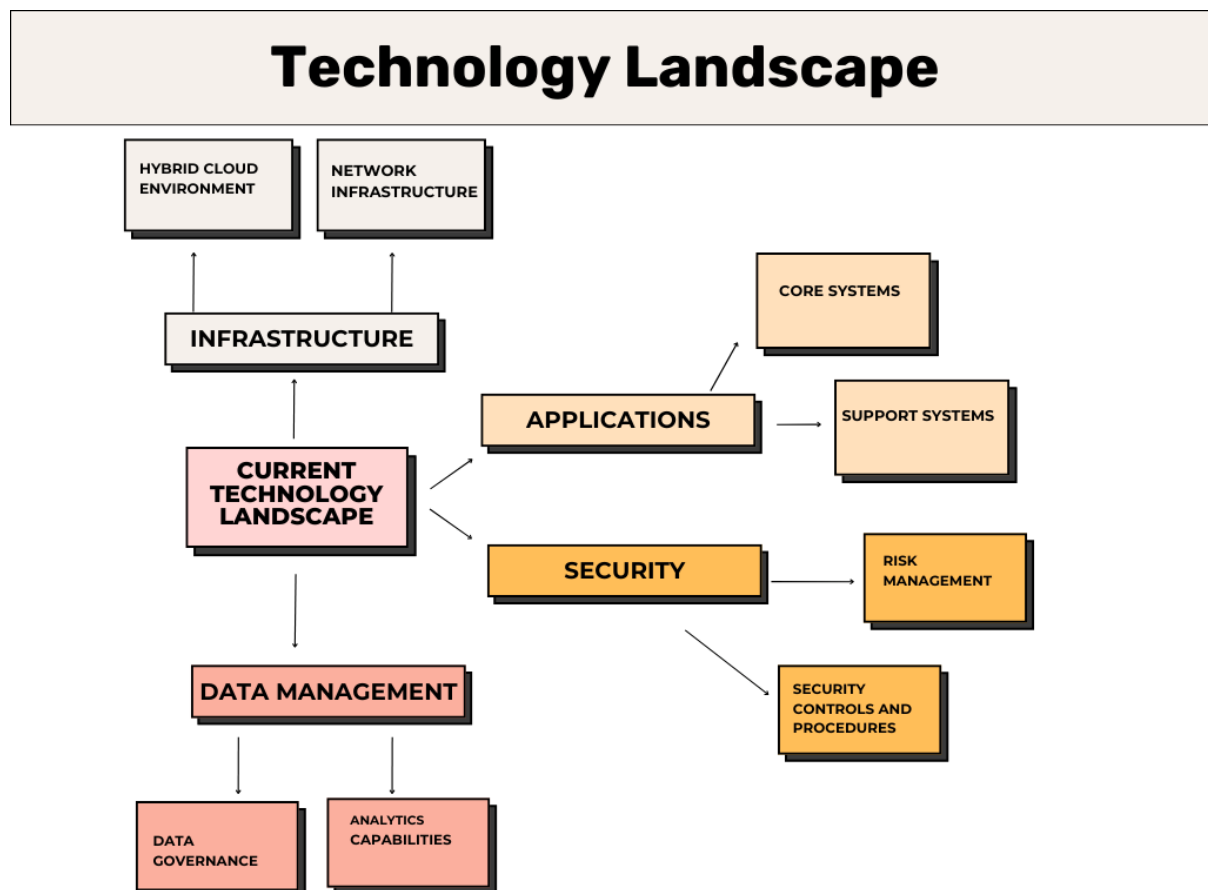 Technology Landscape
HYBRID CLOUD
ENVIRONMENT
NETWORK
INFRASTRUCTURE
INFRASTRUCTURE
CORE SYSTEMS
APPLICATIONS
SUPPORT SYSTEMS
CURRENT
TECHNOLOGY
LANDSCAPE
SECURITY
RISK
MANAGEMENT
SECURITY
CONTROLS AND
PROCEDURES
DATA MANAGEMENT
DATA
GOVERNANCE
ANALYTICS
CAPABILITIES